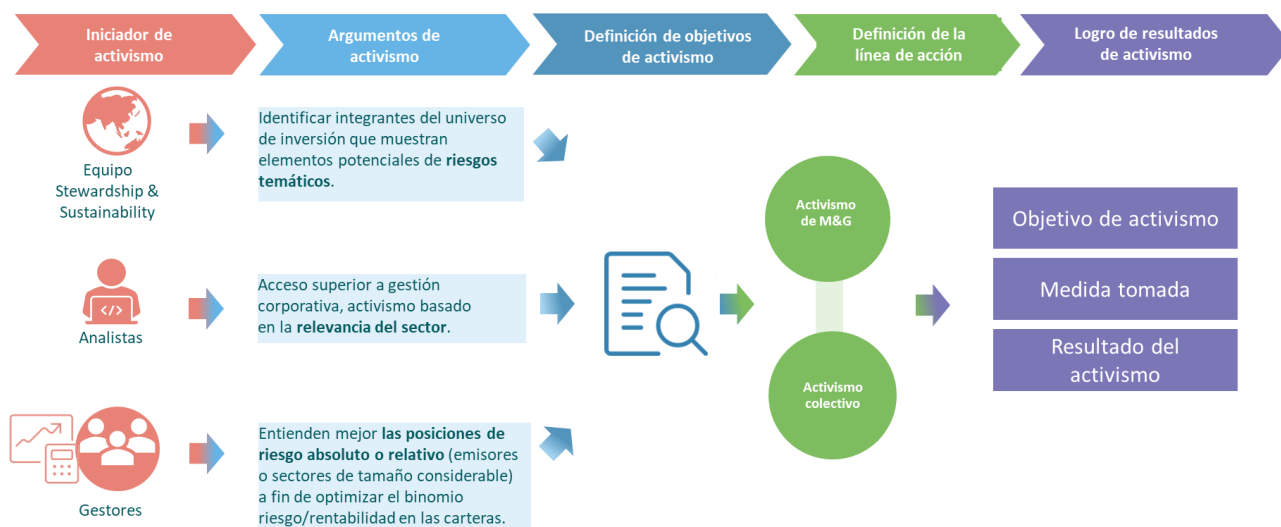 Iniciador de
activismo
Argumentos de
activismo
Definición de objetivos
de activismo
Definición de la
línea de acción
Logro de resultados
de activismo
Equipo
Stewardship &
Sustainability
Identificar integrantes del universo
de inversión que muestran
elementos potenciales de riesgos
temáticos.
Analistas
Acceso superior a gestión
corporativa, activismo basado
en la relevancia del sector.
Gestores
Entienden mejor las posiciones de
riesgo absoluto o relativo (emisores
o sectores de tamaño considerable)
a fin de optimizar el binomio
riesgo/rentabilidad en las carteras.
Activismo
de M&G
Activismo
colectivo
Objetivo de activismo
Medida tomada
Resultado del
activismo